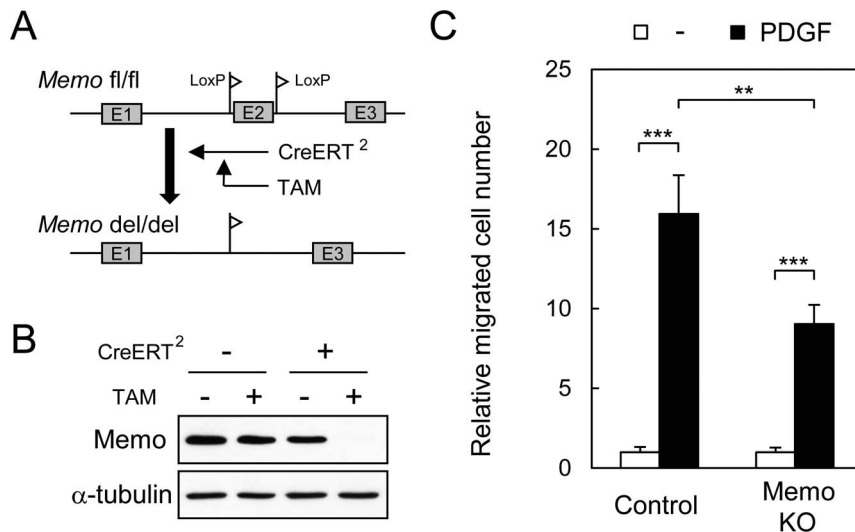 A
Memo fl/fl
LoxP LoxP
E1 E2 E3
CreERT2
TAM
Memo del/del
E1 E3
B
CreERT2 - +
TAM - + - +
Memo
α-tubulin
C
- PDGF
Relative migrated cell number
25
20
15
10
5
0
***
**
***
Control
Memo
KO